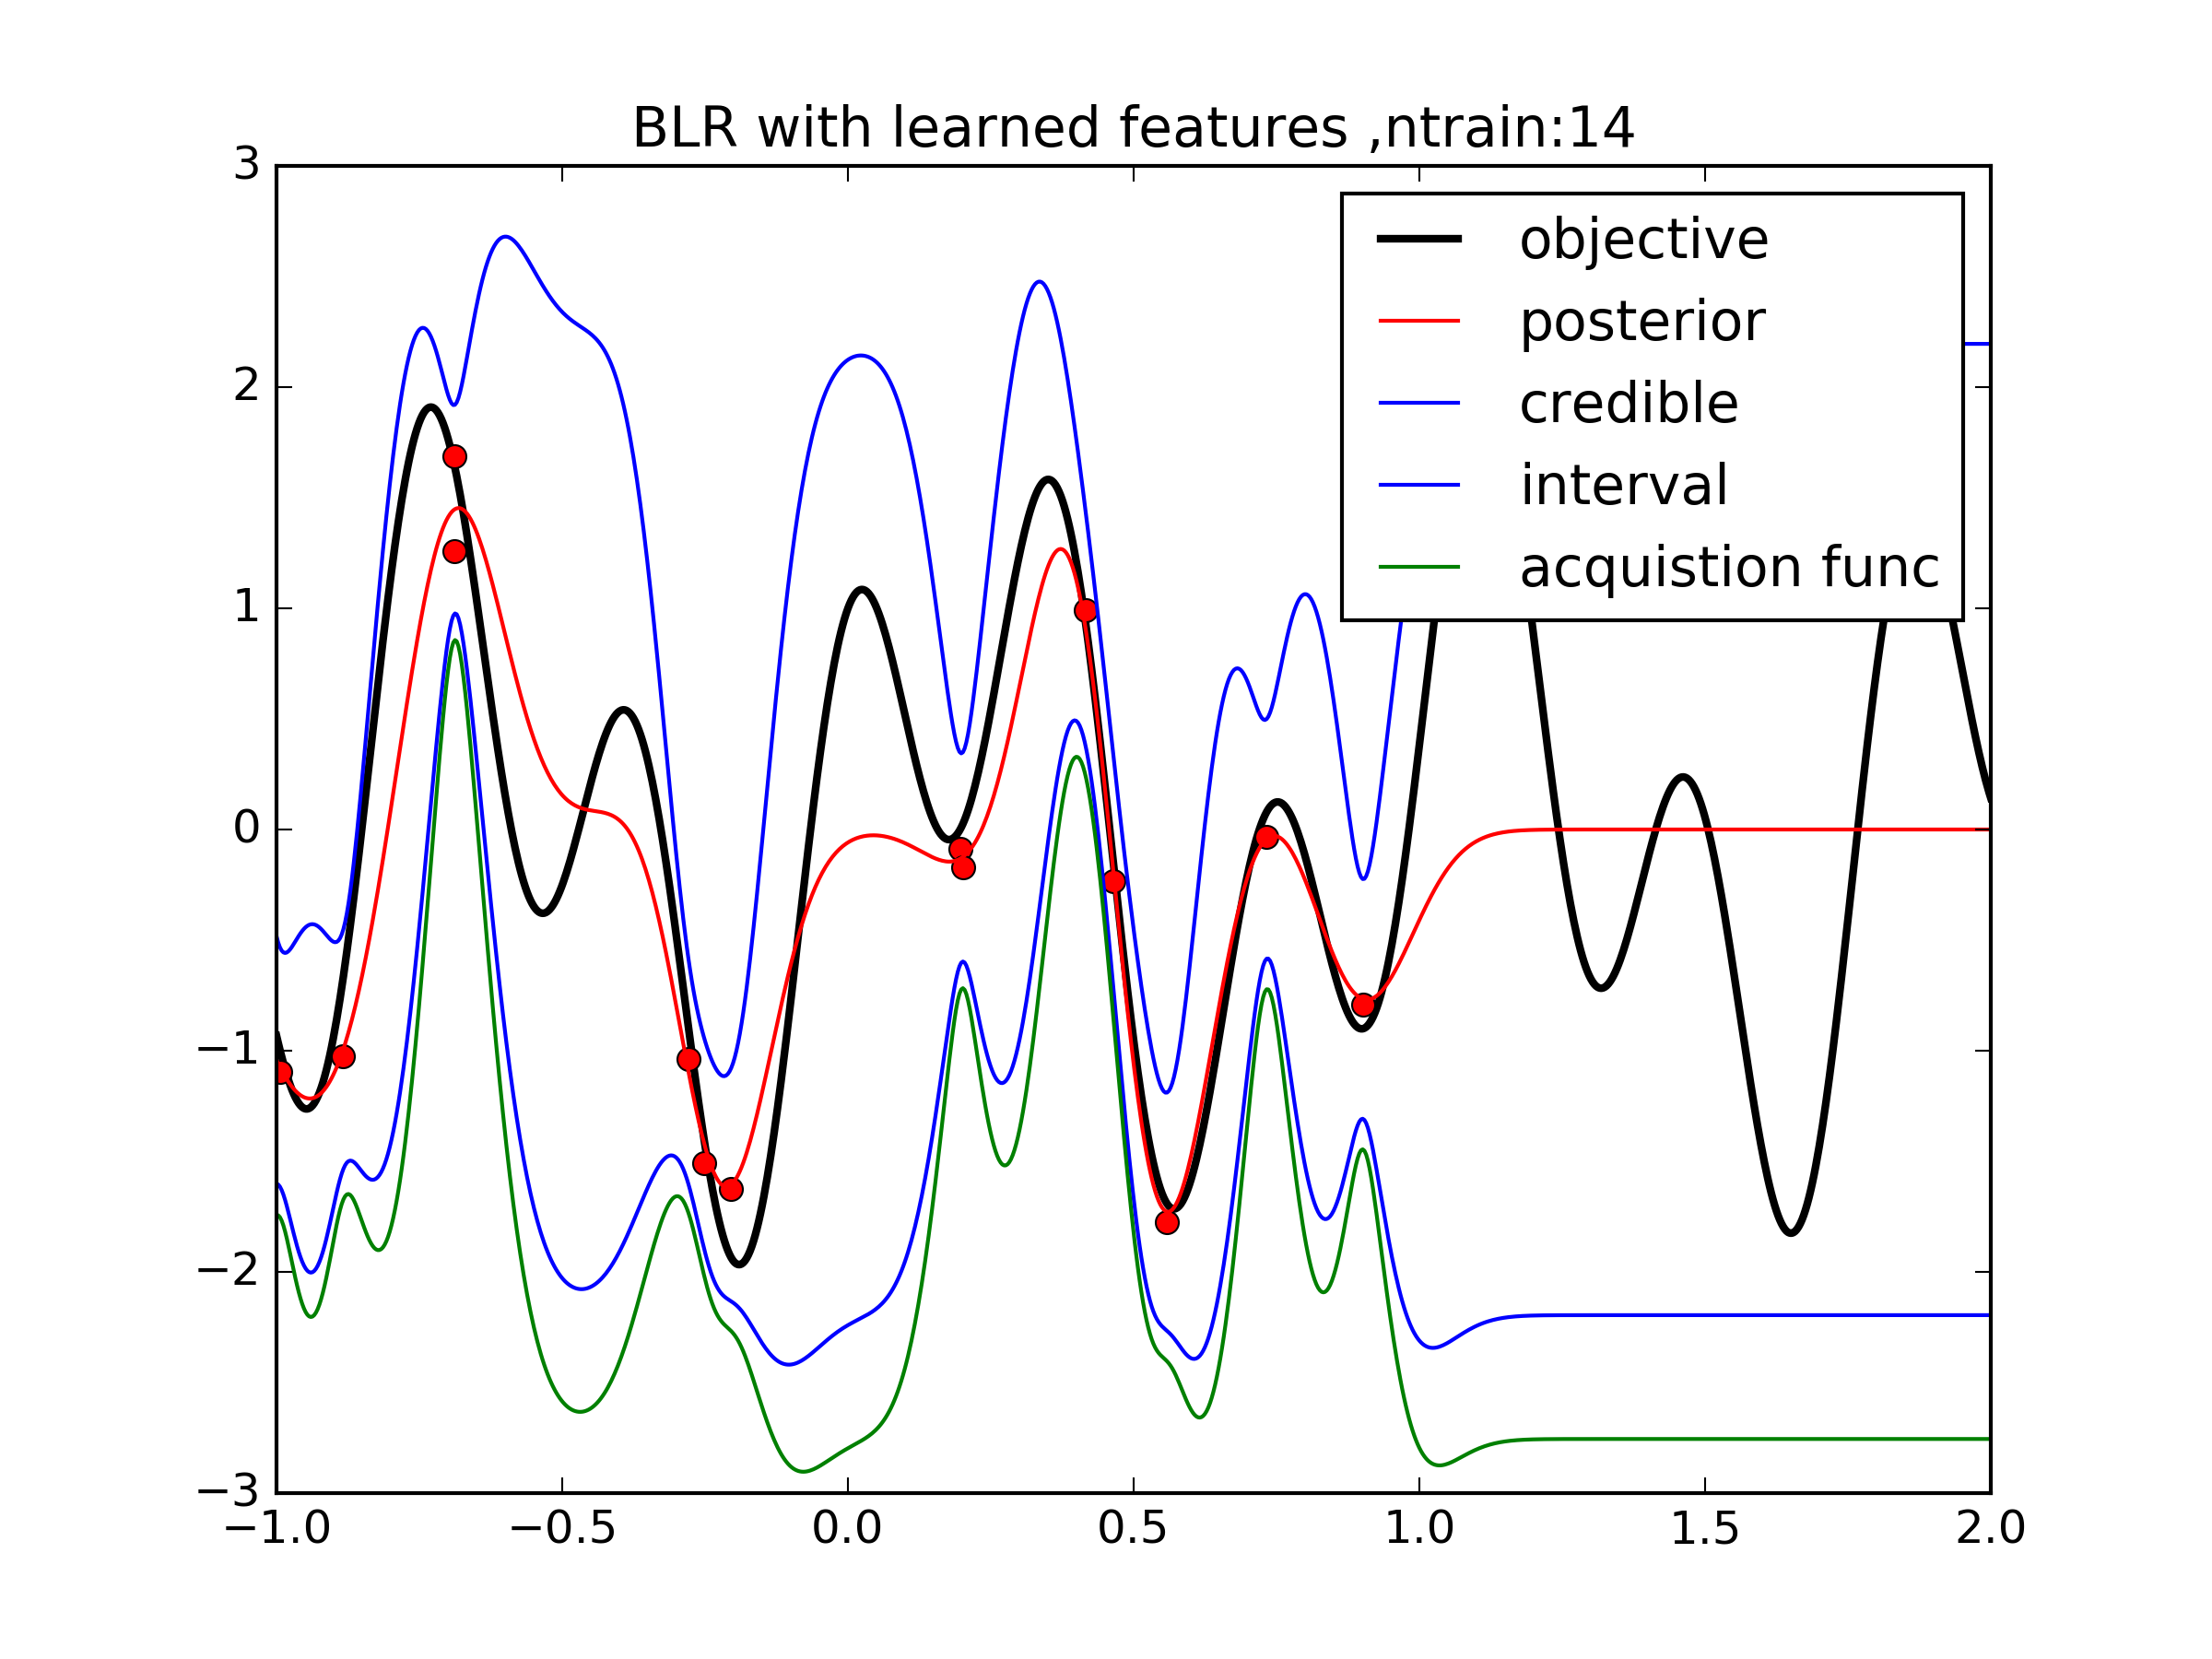 BLR with learned features ,ntrain:14
3
2
1
0
−1
−2
−3
objective
posterior
credible
interval
acquistion func
−1.0 −0.5 0.0 0.5 1.0 1.5 2.0